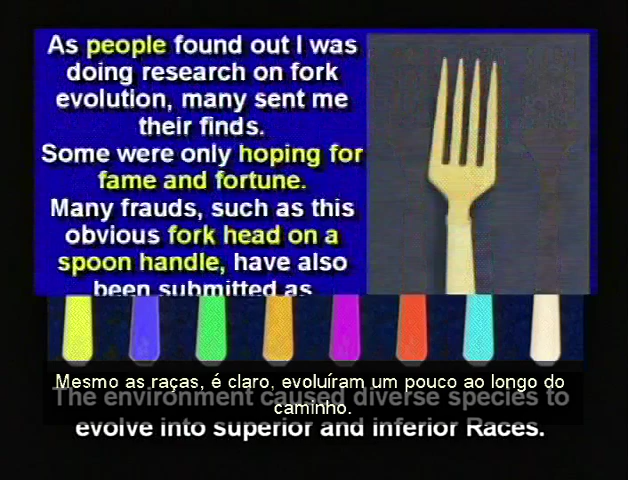 As people found out I was
doing research on fork
evolution, many sent me
their finds.
Some were only hoping for
fame and fortune.
Many frauds, such as this
obvious fork head on a
spoon handle, have also
been submitted as
Mesmo as raças, é claro, evoluíram um pouco ao longo do
caminho.
The environment caused diverse species to
evolve into superior and inferior Races.